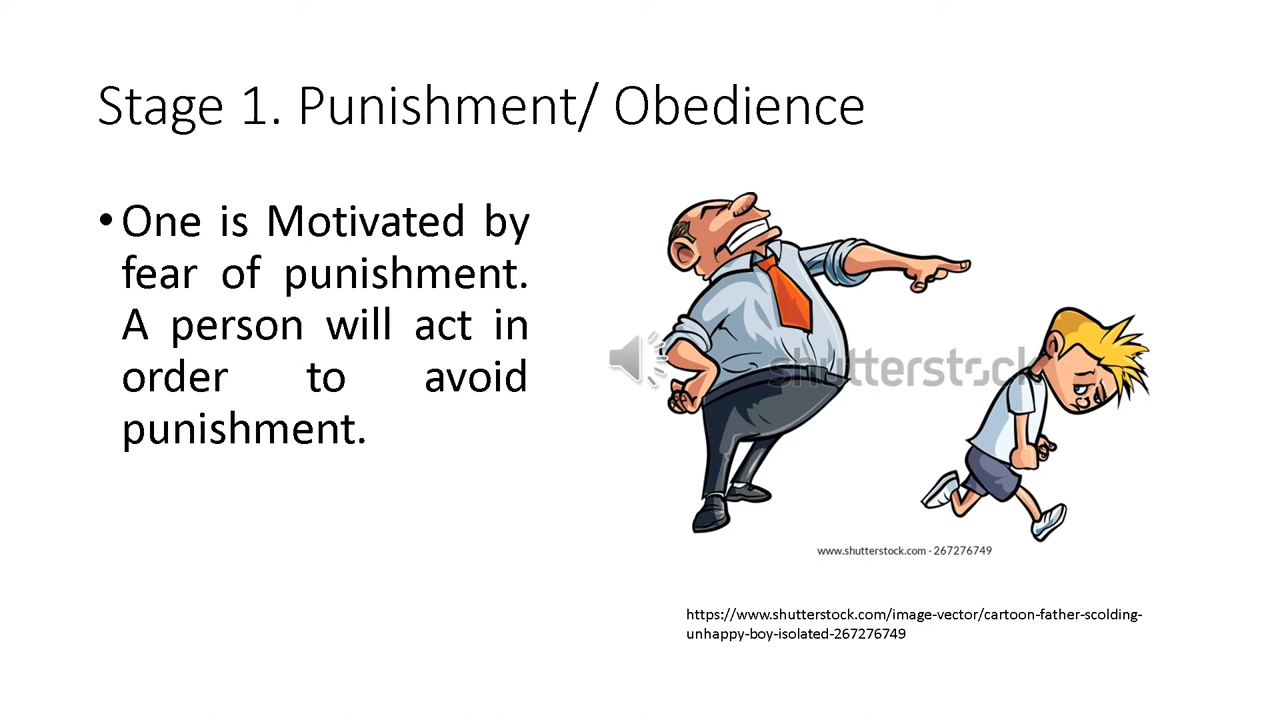 Stage 1. Punishment/ Obedience
•One is Motivated by
fear of punishment.
A person will act in
order to avoid
punishment.
shutterstock
www.shutterstock.com · 267276749
https://www.shutterstock.com/image-vector/cartoon-father-scolding-
unhappy-boy-isolated-267276749